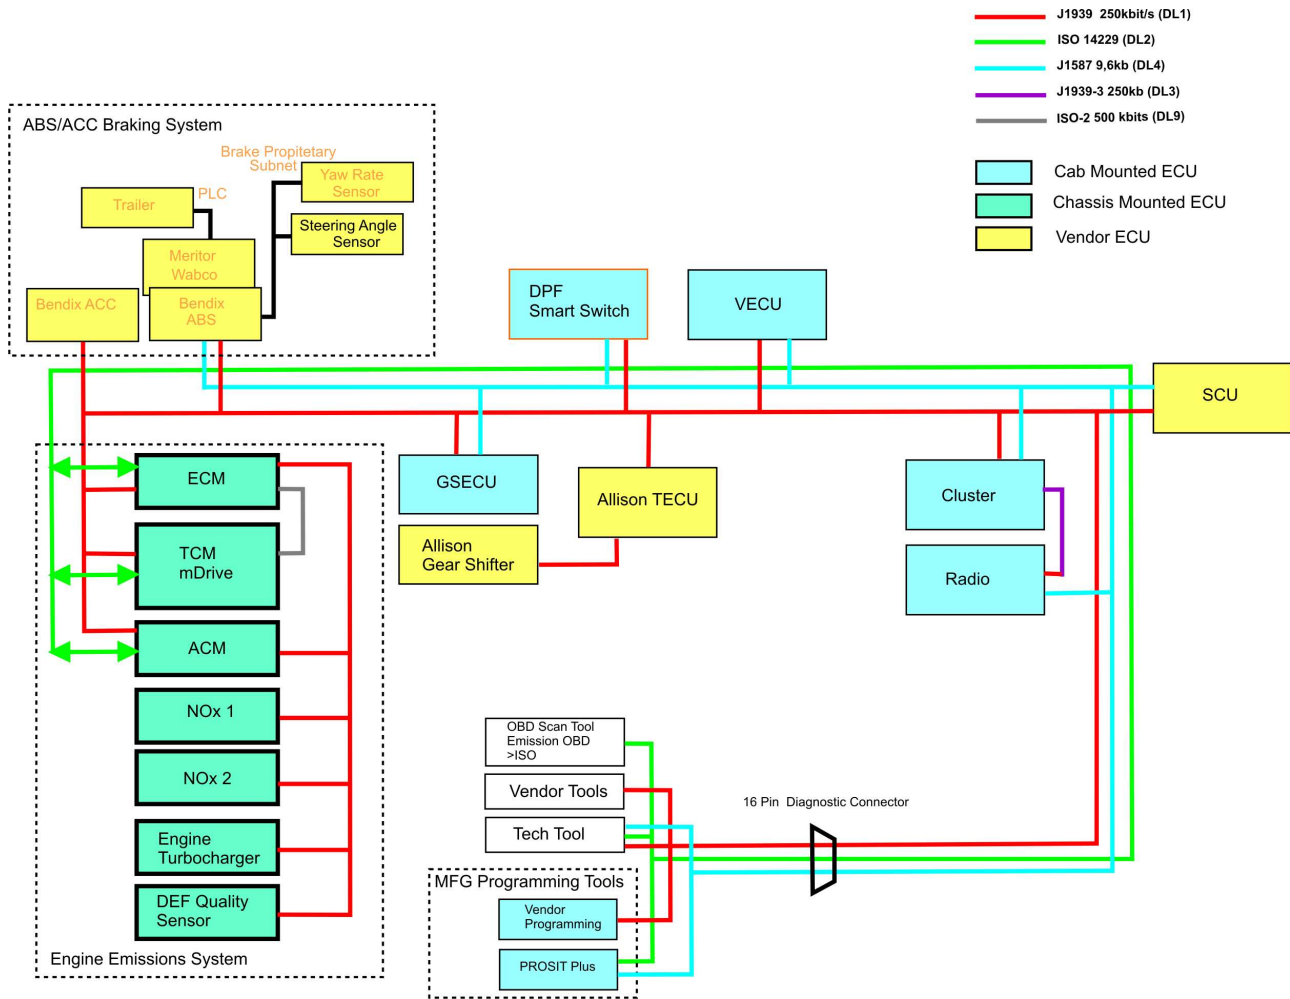 J1939  250kbit/s (DL1)
ISO 14229 (DL2)
J1587 9,6kb (DL4)
J1939-3 250kb (DL3)
ISO-2 500 kbits (DL9)
Cab Mounted ECU
Chassis Mounted ECU
Vendor ECU
ABS/ACC Braking System
Brake Propitetary
Subnet
Yaw Rate
Sensor
PLC
Trailer
Steering Angle
Sensor
Meritor
Wabco
Bendix ACC
Bendix
ABS
DPF
Smart Switch
VECU
SCU
ECM
GSECU
Allison TECU
Cluster
TCM
mDrive
Allison
Gear Shifter
Radio
ACM
NOx 1
NOx 2
Engine
Turbocharger
DEF Quality
Sensor
Engine Emissions System
OBD Scan Tool
Emission OBD
>ISO
Vendor Tools
Tech Tool
16 Pin  Diagnostic Connector
MFG Programming Tools
Vendor
Programming
PROSIT Plus